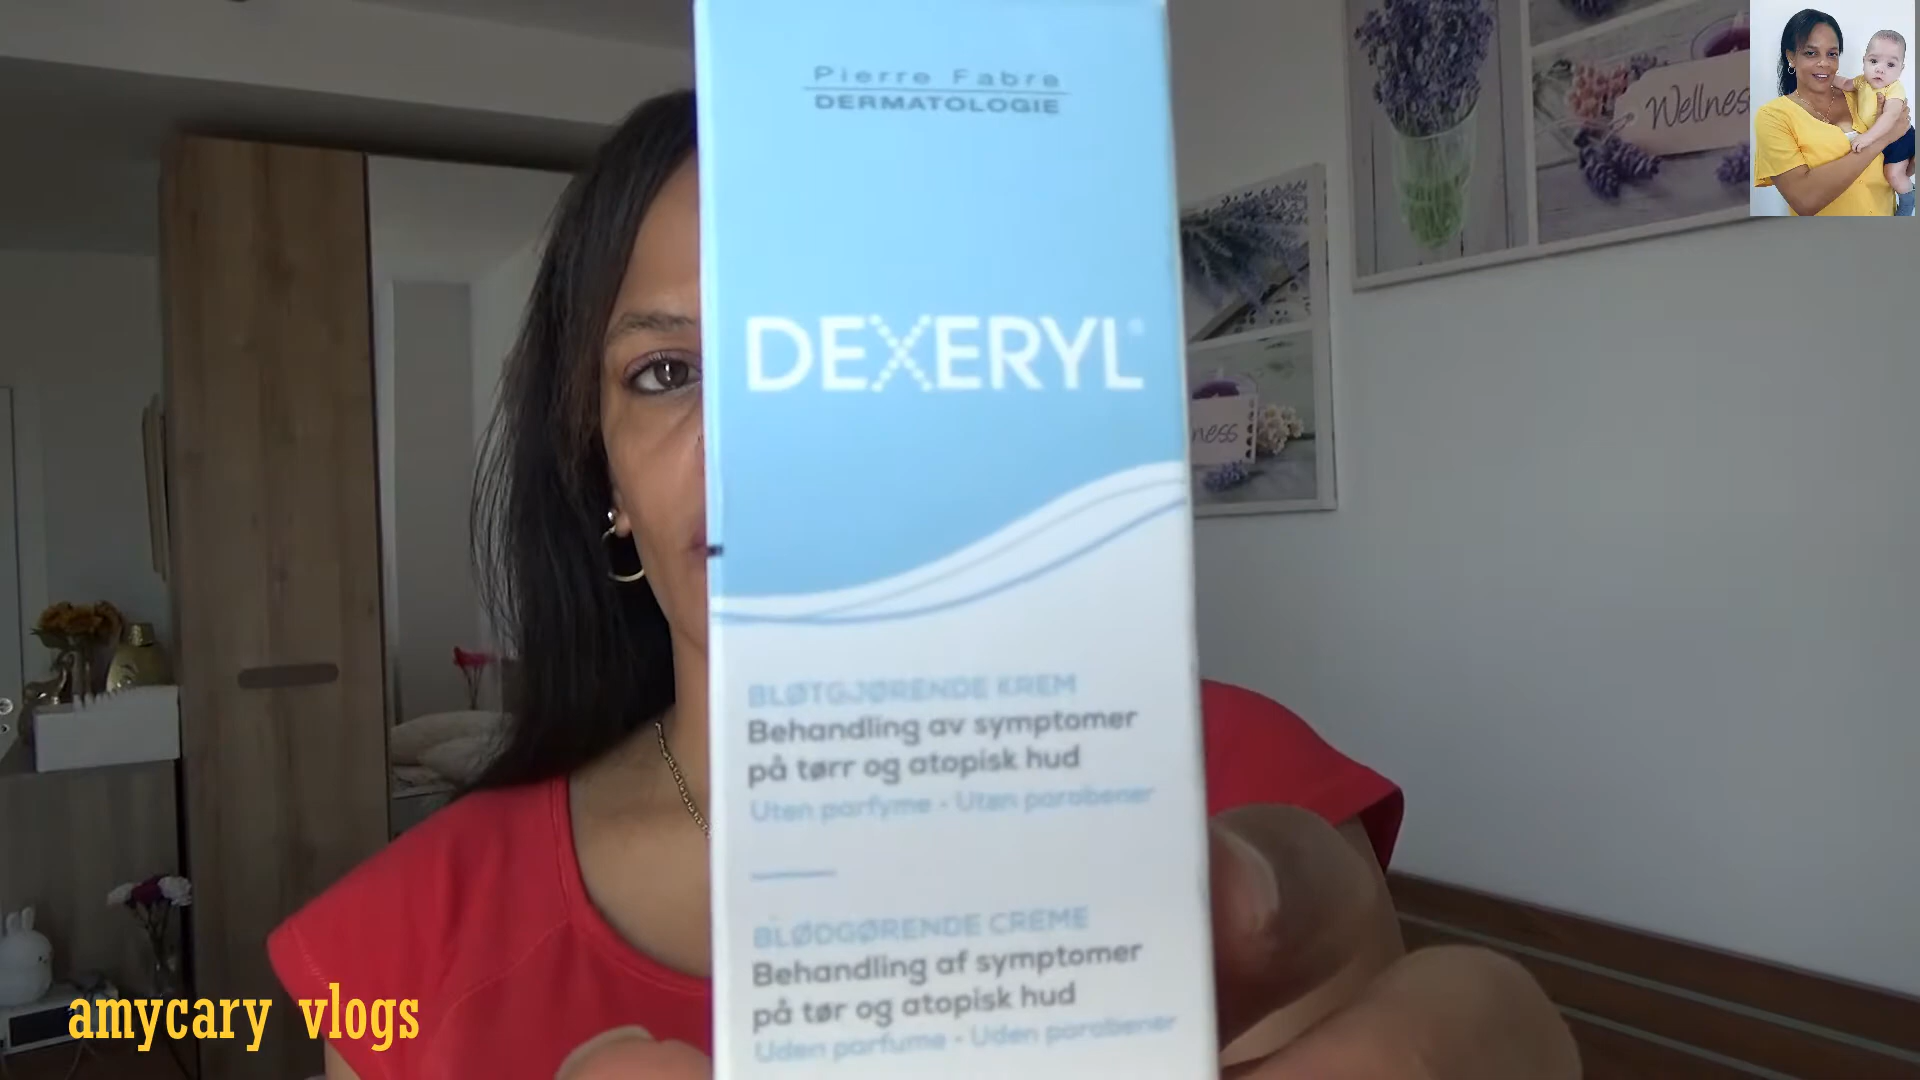 Pierre Fabre
DERMATOLOGIE
DEXERYL®
BLØTGJØRENDE KREM
Behandling av symptomer
på tørr og atopisk hud
Uten parfyme - Uten parabener
BLØDGØRENDE CREME
Behandling af symptomer
på tør og atopisk hud
Uden parfume - Uden parabener
Wellness
ness
amycary vlogs